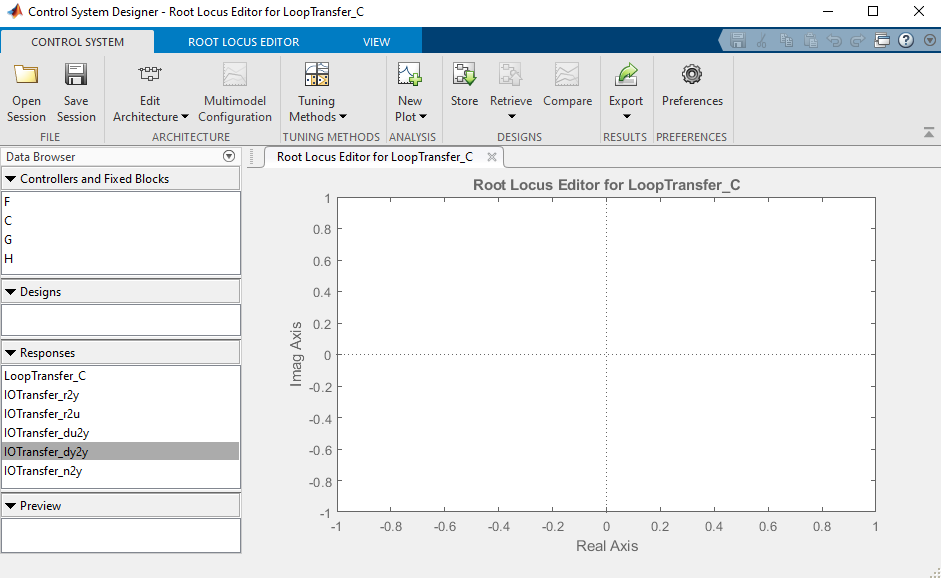 Control System Designer - Root Locus Editor for LoopTransfer_C
CONTROL SYSTEM ROOT LOCUS EDITOR VIEW
Open Session
Save Session
FILE
Edit Architecture
Multimodel Configuration
ARCHITECTURE
Tuning Methods
TUNING METHODS
New Plot
ANALYSIS
Store
Retrieve
Compare
DESIGNS
Export
RESULTS
Preferences
PREFERENCES
Data Browser
Controllers and Fixed Blocks
F
C
G
H
Designs
Responses
LoopTransfer_C
IOTransfer_r2y
IOTransfer_r2u
IOTransfer_du2y
IOTransfer_dy2y
IOTransfer_n2y
Preview
Root Locus Editor for LoopTransfer_C
Root Locus Editor for LoopTransfer_C
Imag Axis
1
0.8
0.6
0.4
0.2
0
-0.2
-0.4
-0.6
-0.8
-1
-1 -0.8 -0.6 -0.4 -0.2 0 0.2 0.4 0.6 0.8 1
Real Axis